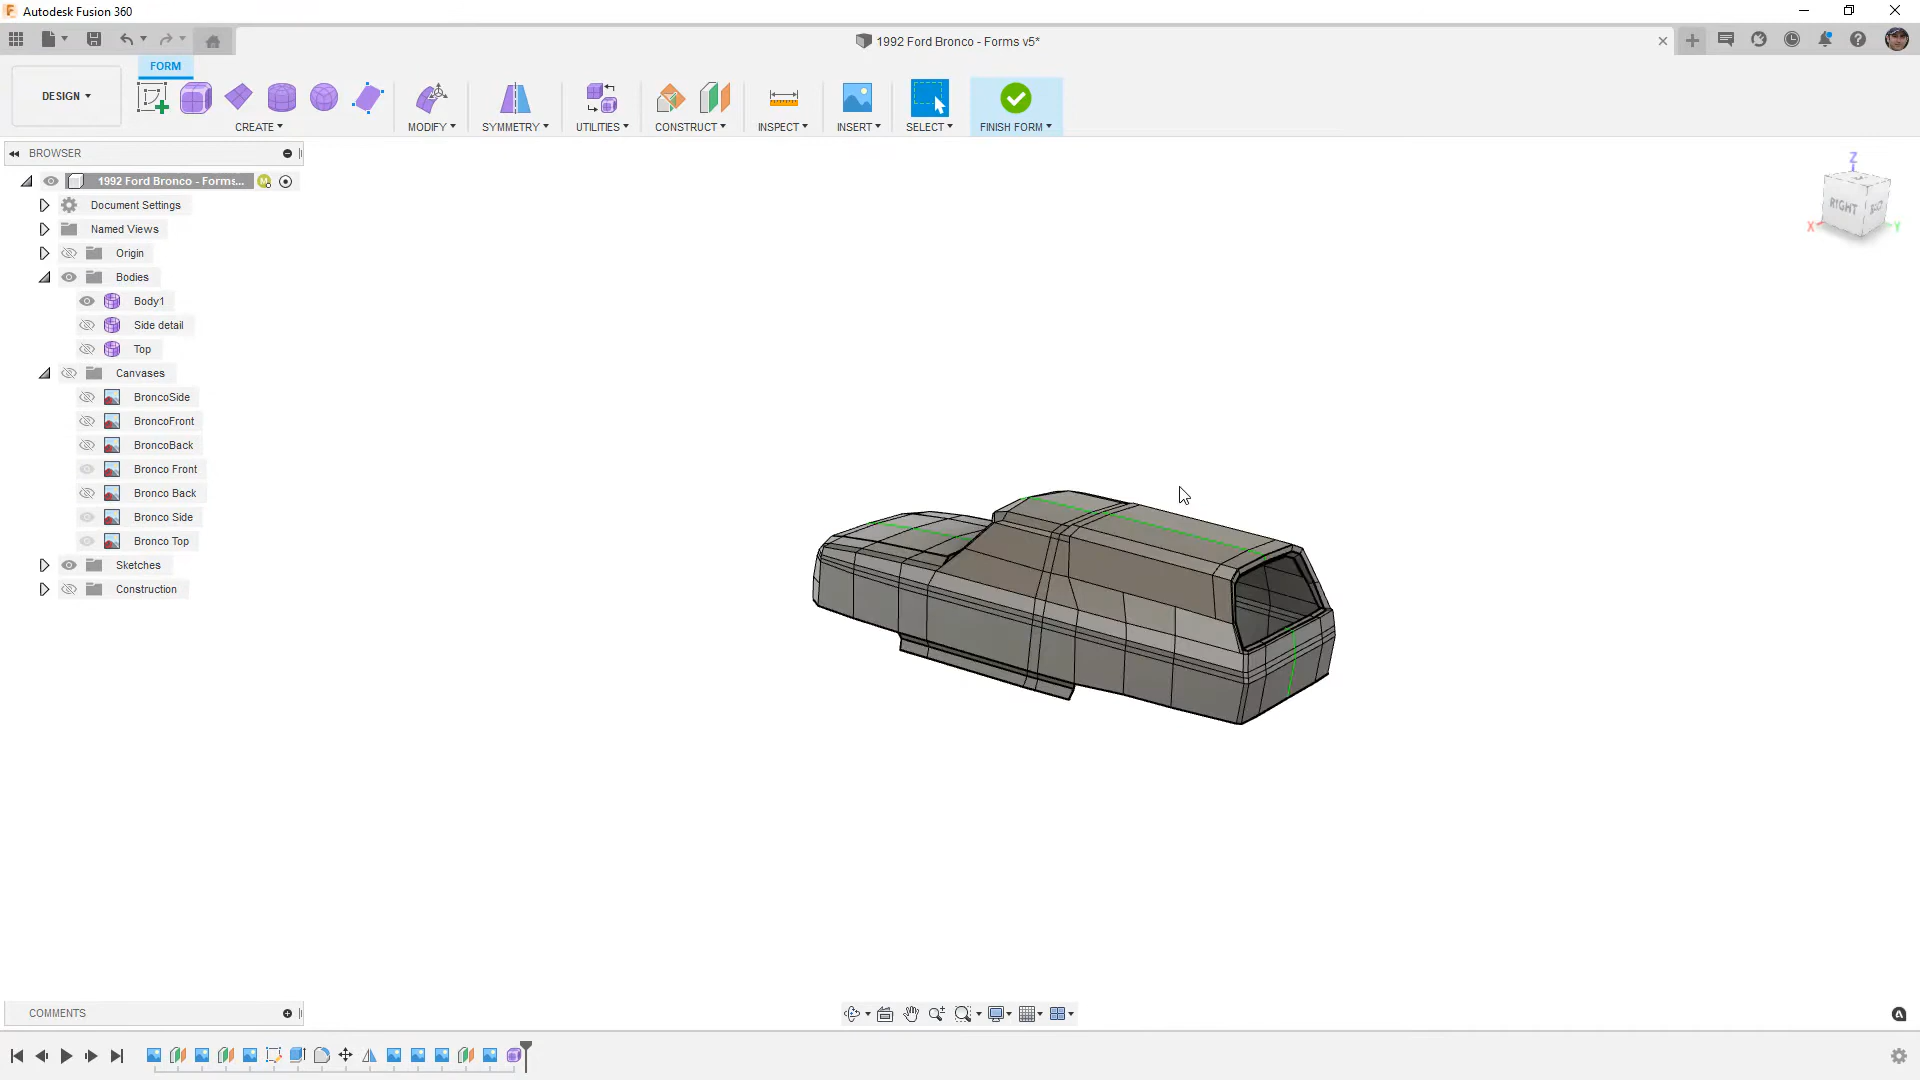 Autodesk Fusion 360
1992 Ford Bronco - Forms v5*
FORM
DESIGN
CREATE
MODIFY
SYMMETRY
UTILITIES
CONSTRUCT
INSPECT
INSERT
SELECT
FINISH FORM
BROWSER
1992 Ford Bronco - Forms...
Document Settings
Named Views
Origin
Bodies
Body1
Side detail
Top
Canvases
BroncoSide
BroncoFront
BroncoBack
Bronco Front
Bronco Back
Bronco Side
Bronco Top
Sketches
Construction
Z
RIGHT
X
Y
COMMENTS